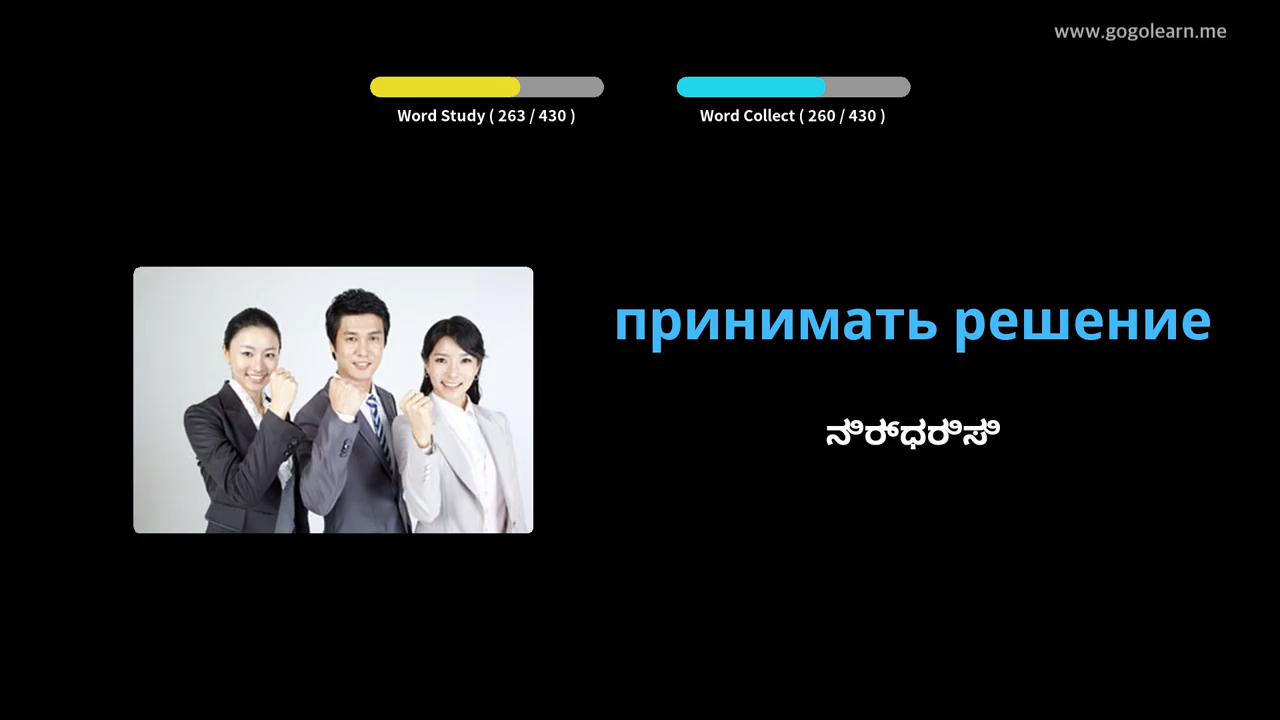 www.gogolearn.me
Word Study ( 263 / 430 )
Word Collect ( 260 / 430 )
принимать решение
ನಿರ್ಧರಿಸಿ